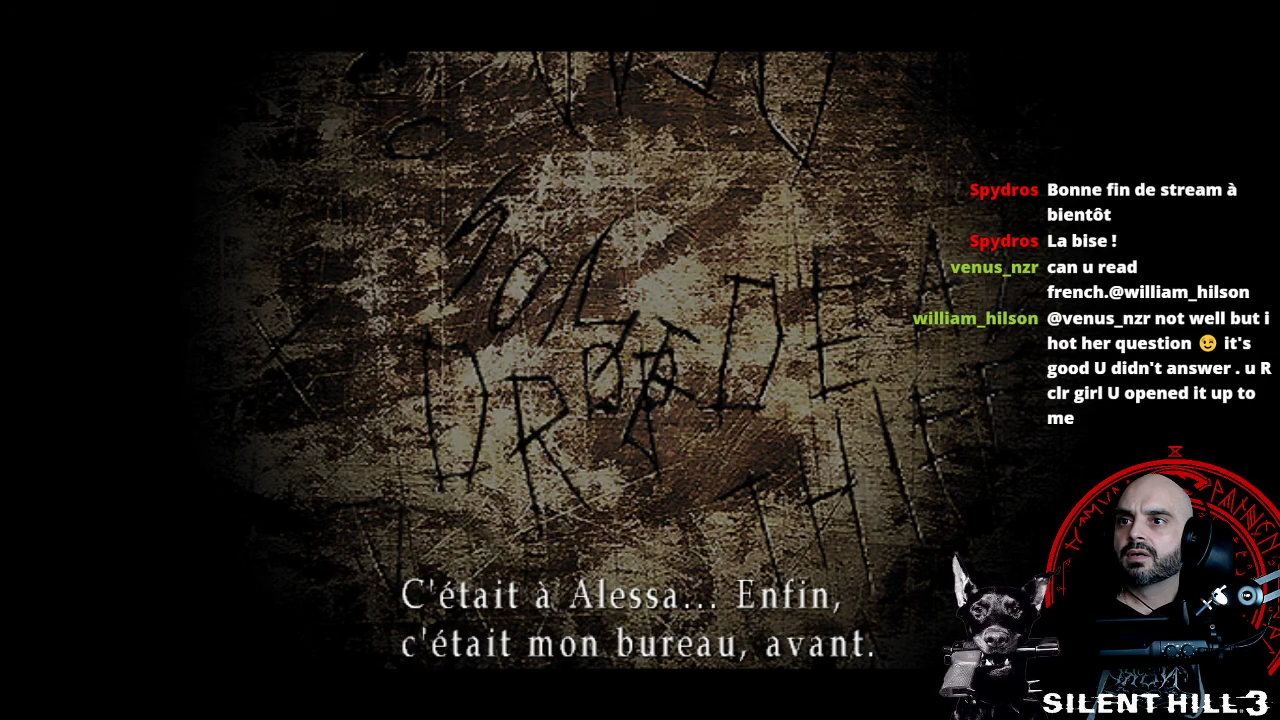 Spydros Bonne fin de stream à
bientôt
Spydros La bise !
venus_nzr can u read
french.@william_hilson
william_hilson @venus_nzr not well but i
hot her question 😉 it's
good U didn't answer . u R
clr girl U opened it up to
me
DROP DEA
THIEF
C'était à Alessa... Enfin,
c'était mon bureau, avant.
SILENT HILL 3